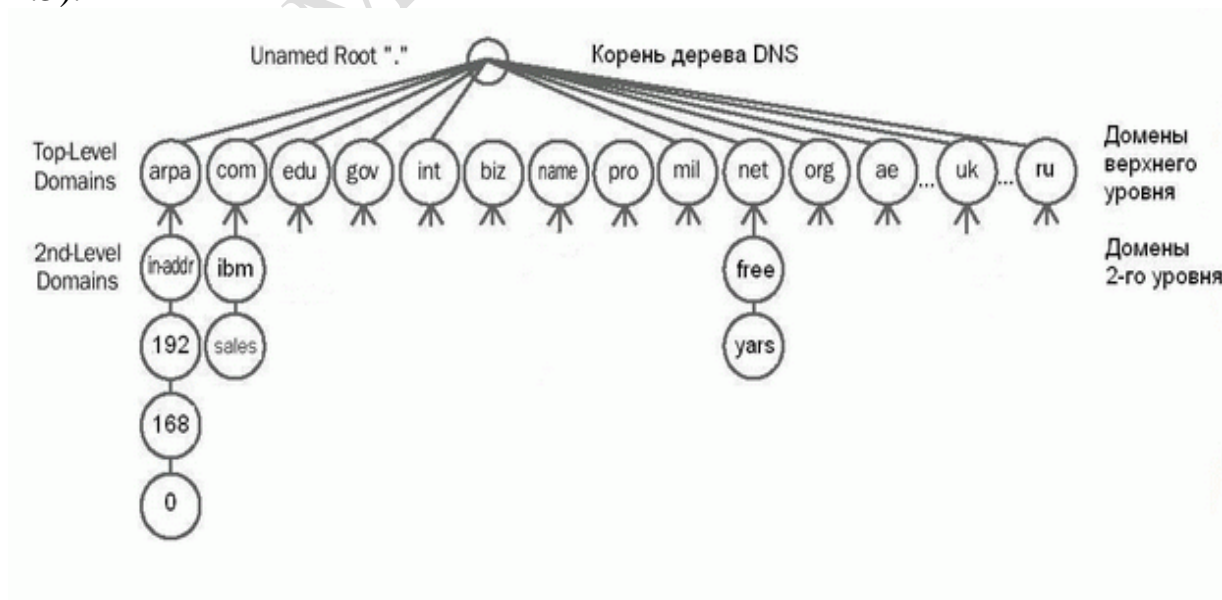 Unamed Root "."
Корень дерева DNS
Top-Level
Domains
arpa com edu gov int biz name pro mil net org ae ... uk ... ru
Домены
верхнего
уровня
2nd-Level
Domains
in-addr ibm free
Домены
2-го уровня
192 sales yars
168
0